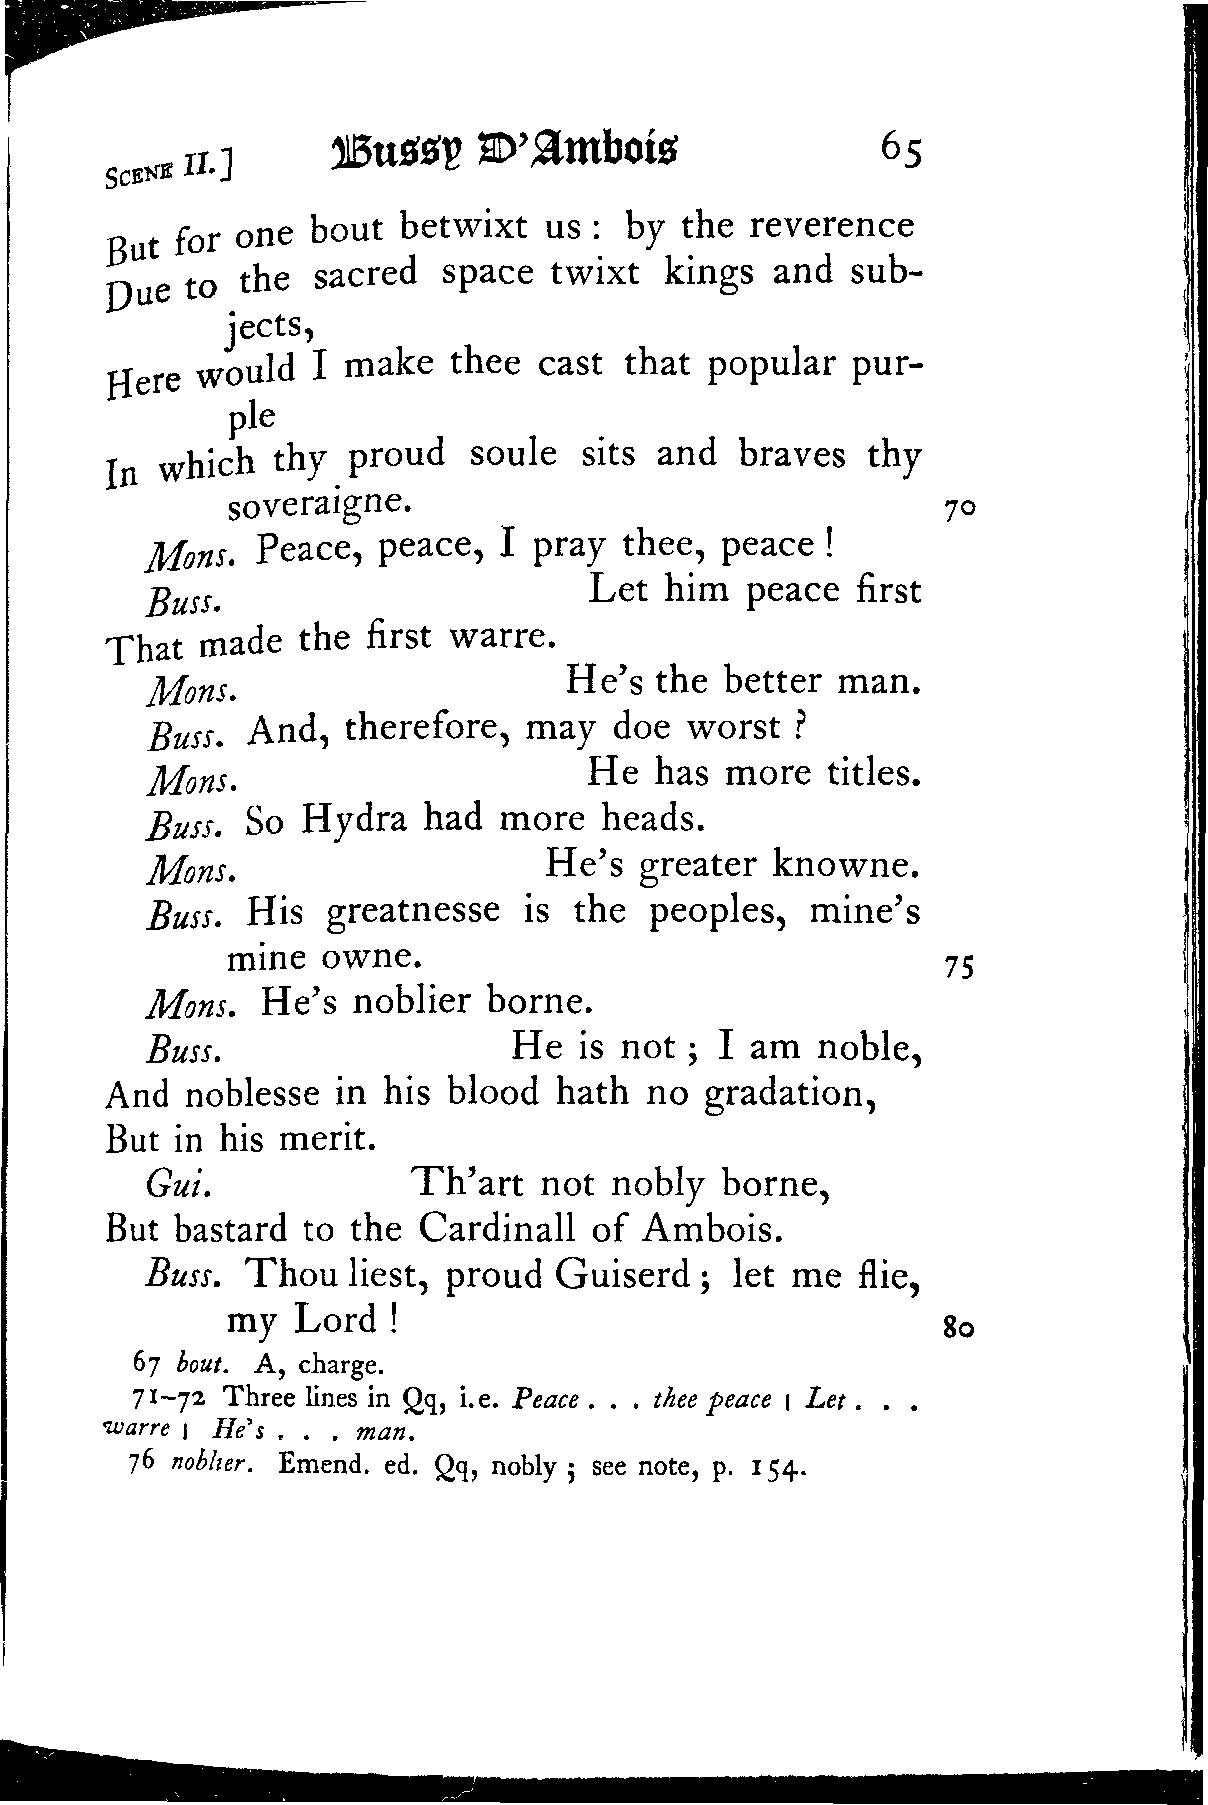 SCENE II.] Bussy D'Ambois 65
But for one bout betwixt us : by the reverence
Due to the sacred space twixt kings and sub-
jects,
Here would I make thee cast that popular pur-
ple
In which thy proud soule sits and braves thy
soveraigne. 70
Mons. Peace, peace, I pray thee, peace !
Buss. Let him peace first
That made the first warre.
Mons. He's the better man.
Buss. And, therefore, may doe worst ?
Mons. He has more titles.
Buss. So Hydra had more heads.
Mons. He's greater knowne.
Buss. His greatnesse is the peoples, mine's
mine owne. 75
Mons. He's noblier borne.
Buss. He is not ; I am noble,
And noblesse in his blood hath no gradation,
But in his merit.
Gui. Th'art not nobly borne,
But bastard to the Cardinall of Ambois.
Buss. Thou liest, proud Guiserd ; let me flie,
my Lord ! 80
67 bout. A, charge.
71–72 Three lines in Qq, i.e. Peace . . . thee peace | Let . . .
warre | He's . . . man.
76 noblier. Emend. ed. Qq, nobly ; see note, p. 154.